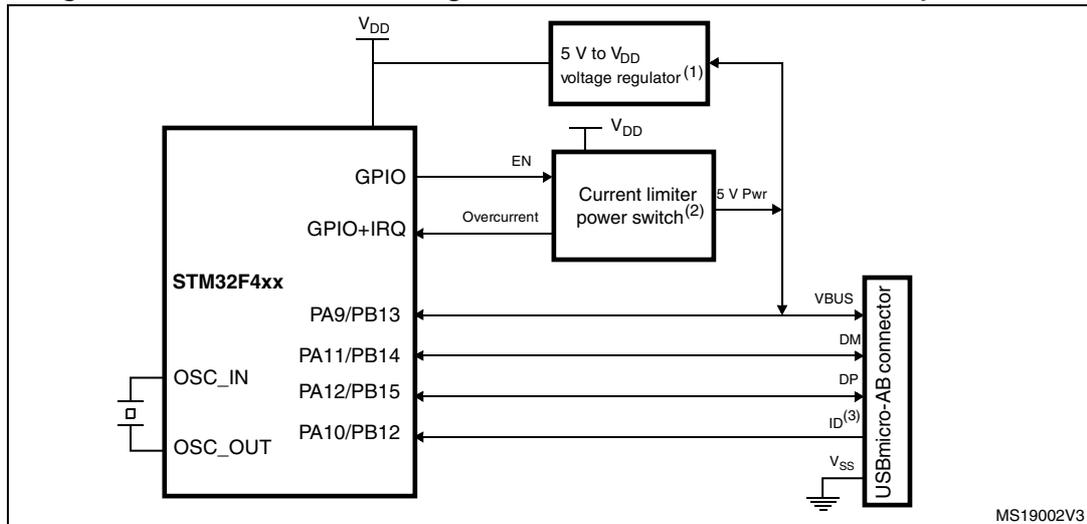 V_DD
5 V to V_DD
voltage regulator(1)
V_DD
EN
GPIO
Current limiter
power switch(2)
5 V Pwr
Overcurrent
GPIO+IRQ
STM32F4xx
PA9/PB13
VBUS
PA11/PB14
DM
PA12/PB15
DP
OSC_IN
PA10/PB12
ID(3)
OSC_OUT
V_SS
USBmicro-AB connector
MS19002V3